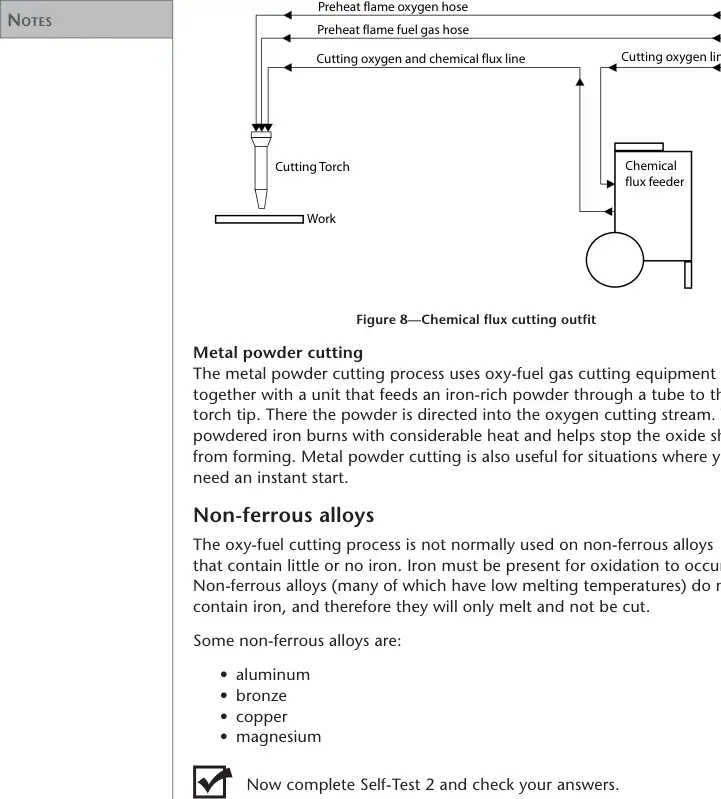 NOTES
Preheat flame oxygen hose
Preheat flame fuel gas hose
Cutting oxygen and chemical flux line
Cutting oxygen
Cutting Torch
Chemical
flux feeder
Work
Figure 8—Chemical flux cutting outfit
Metal powder cutting
The metal powder cutting process uses oxy-fuel gas cutting equipment
together with a unit that feeds an iron-rich powder through a tube to
torch tip. There the powder is directed into the oxygen cutting stream.
powdered iron burns with considerable heat and helps stop the oxide
from forming. Metal powder cutting is also useful for situations where
need an instant start.
Non-ferrous alloys
The oxy-fuel cutting process is not normally used on non-ferrous alloys
that contain little or no iron. Iron must be present for oxidation to
Non-ferrous alloys (many of which have low melting temperatures) do
contain iron, and therefore they will only melt and not be cut.
Some non-ferrous alloys are:
• aluminum
• bronze
• copper
• magnesium
Now complete Self-Test 2 and check your answers.